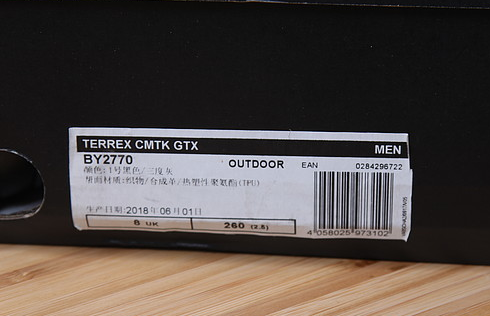 TERREX CMTK GTX MEN
BY2770 OUTDOOR EAN 0284296722
颜色:1号黑色/三度灰
帮面材质:织物/合成革/热塑性聚氨酯(TPU)
生产日期:2018年06月01日
8 UK 260 (2.5)
4 058025 973102